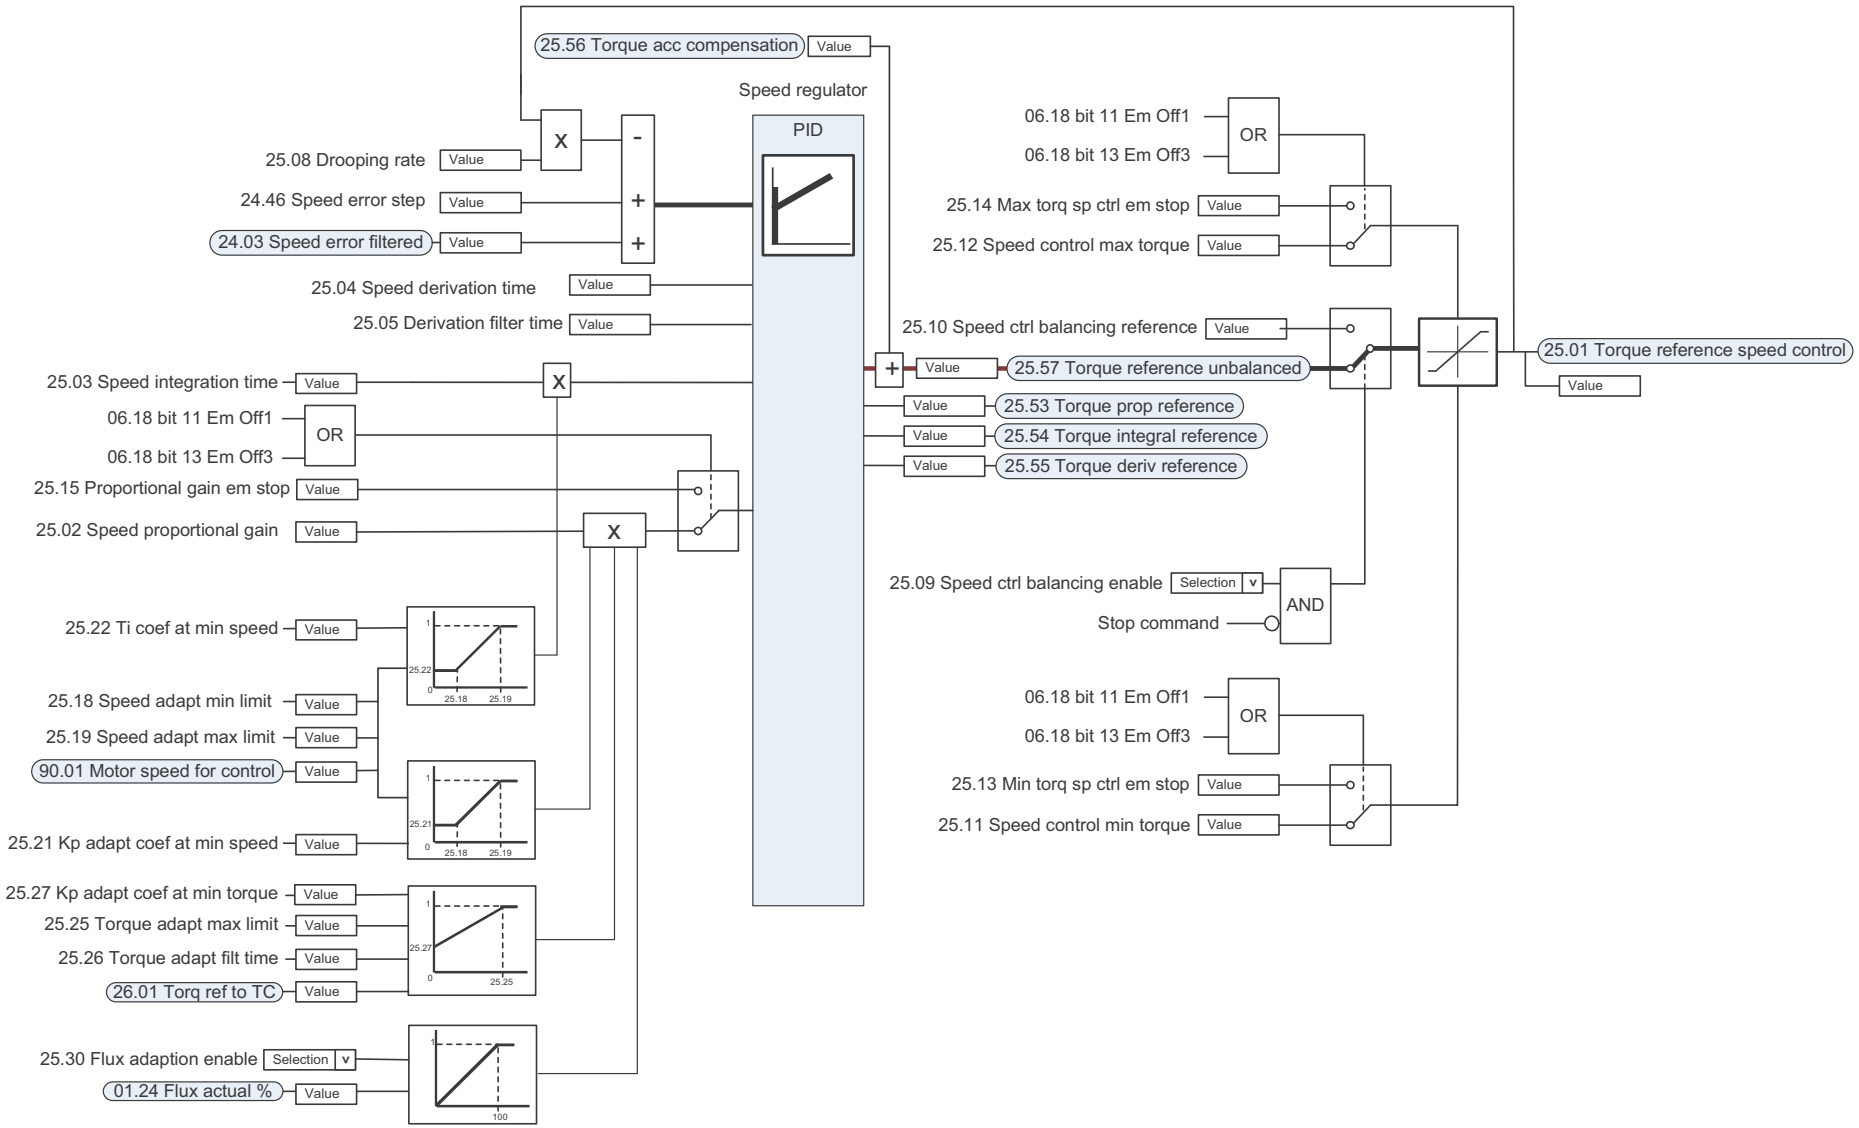 25.56 Torque acc compensation Value
Speed regulator
PID
X
-
25.08 Drooping rate Value
24.46 Speed error step Value
+
24.03 Speed error filtered Value
+
25.04 Speed derivation time Value
25.05 Derivation filter time Value
25.03 Speed integration time Value
X
06.18 bit 11 Em Off1
OR
06.18 bit 13 Em Off3
25.15 Proportional gain em stop Value
25.02 Speed proportional gain Value
X
25.22 Ti coef at min speed Value
1
25.22
0
25.18 25.19
25.18 Speed adapt min limit Value
25.19 Speed adapt max limit Value
90.01 Motor speed for control Value
1
25.21
0
25.18 25.19
25.21 Kp adapt coef at min speed Value
25.27 Kp adapt coef at min torque Value
25.25 Torque adapt max limit Value
25.26 Torque adapt filt time Value
26.01 Torq ref to TC Value
1
25.27
0
25.25
25.30 Flux adaption enable Selection v
01.24 Flux actual % Value
1
100
06.18 bit 11 Em Off1
OR
06.18 bit 13 Em Off3
25.14 Max torq sp ctrl em stop Value
25.12 Speed control max torque Value
25.10 Speed ctrl balancing reference Value
+
Value 25.57 Torque reference unbalanced
Value 25.53 Torque prop reference
Value 25.54 Torque integral reference
Value 25.55 Torque deriv reference
25.01 Torque reference speed control
Value
25.09 Speed ctrl balancing enable Selection v
AND
Stop command
06.18 bit 11 Em Off1
OR
06.18 bit 13 Em Off3
25.13 Min torq sp ctrl em stop Value
25.11 Speed control min torque Value